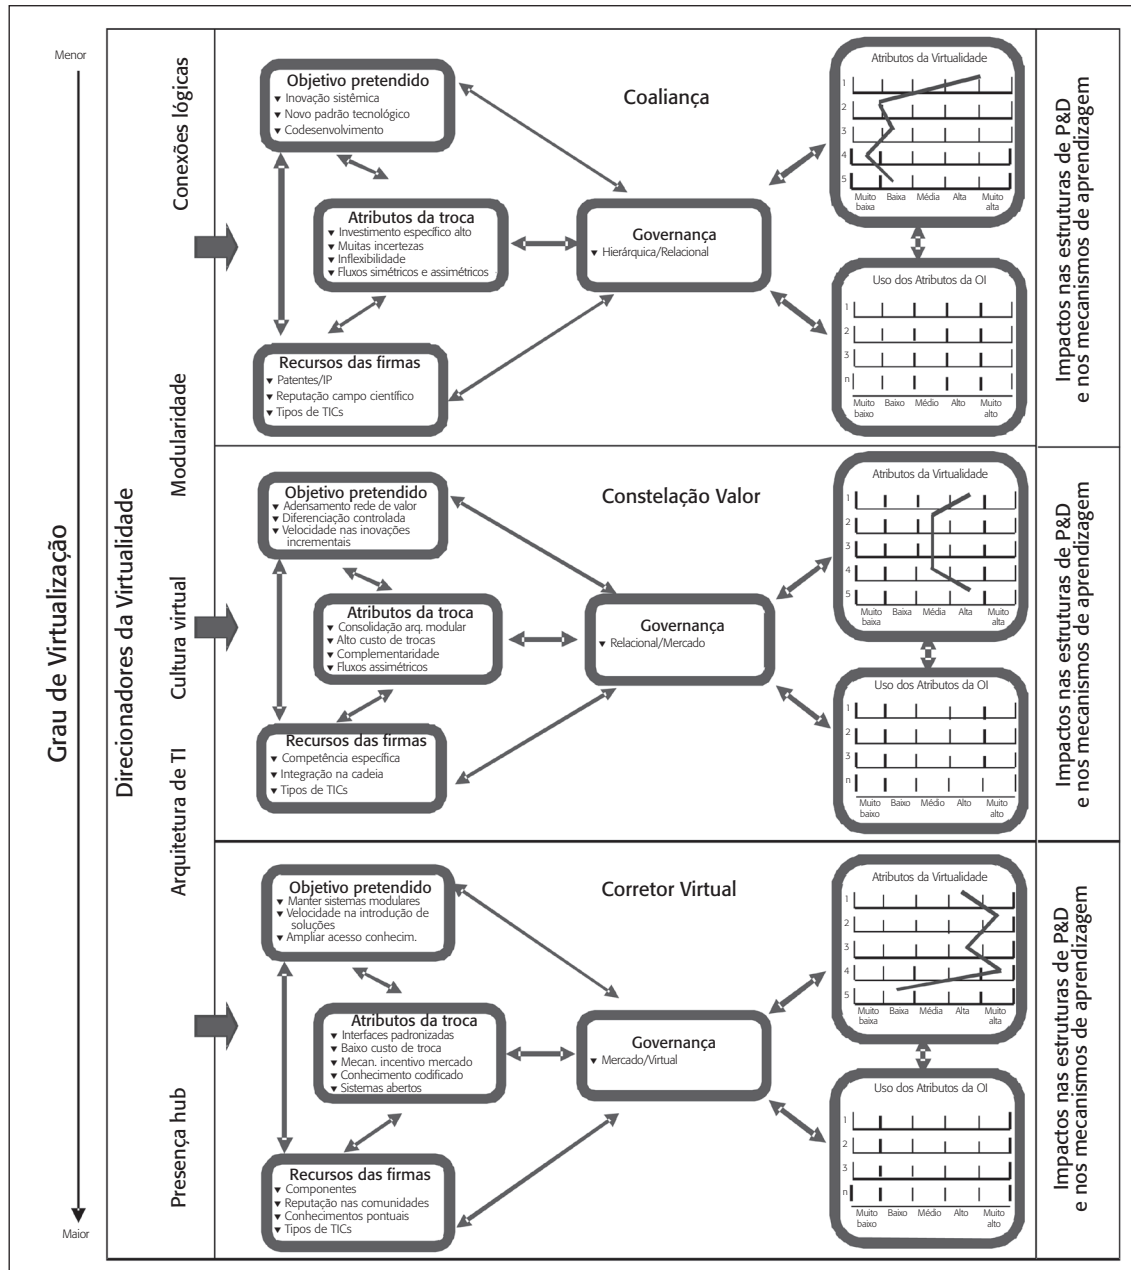 Grau de Virtualização
Menor
Maior
Direcionadores da Virtualidade
Conexões lógicas
Modularidade
Cultura virtual
Arquitetura de TI
Presença hub
Coaliança
Objetivo pretendido
▼ Inovação sistêmica
▼ Novo padrão tecnológico
▼ Codesenvolvimento
Atributos da troca
▼ Investimento específico alto
▼ Muitas incertezas
▼ Inflexibilidade
▼ Fluxos simétricos e assimétricos
Recursos das firmas
▼ Patentes/IP
▼ Reputação campo científico
▼ Tipos de TICs
Governança
▼ Hierárquica/Relacional
Atributos da Virtualidade
1
2
3
4
5
Muito Baixa Média Alta Muito
baixa alta
Uso dos Atributos da OI
1
2
3
n
Muito Baixo Médio Alto Muito
baixo alto
Impactos nas estruturas de P&D
e nos mecanismos de aprendizagem
Constelação Valor
Objetivo pretendido
▼ Adensamento rede de valor
▼ Diferenciação controlada
▼ Velocidade nas inovações
incrementais
Atributos da troca
▼ Consolidação arq. modular
▼ Alto custo de trocas
▼ Complementaridade
▼ Fluxos assimétricos
Recursos das firmas
▼ Competência específica
▼ Integração na cadeia
▼ Tipos de TICs
Governança
▼ Relacional/Mercado
Atributos da Virtualidade
1
2
3
4
5
Muito Baixa Média Alta Muito
baixa alta
Uso dos Atributos da OI
1
2
3
n
Muito Baixo Médio Alto Muito
baixo alto
Impactos nas estruturas de P&D
e nos mecanismos de aprendizagem
Corretor Virtual
Objetivo pretendido
▼ Manter sistemas modulares
▼ Velocidade na introdução de
soluções
▼ Ampliar acesso conhecim.
Atributos da troca
▼ Interfaces padronizadas
▼ Baixo custo de troca
▼ Mecan. incentivo mercado
▼ Conhecimento codificado
▼ Sistemas abertos
Recursos das firmas
▼ Componentes
▼ Reputação nas comunidades
▼ Conhecimentos pontuais
▼ Tipos de TICs
Governança
▼ Mercado/Virtual
Atributos da Virtualidade
1
2
3
4
5
Muito Baixa Média Alta Muito
baixa alta
Uso dos Atributos da OI
1
2
3
n
Muito Baixo Médio Alto Muito
baixo alto
Impactos nas estruturas de P&D
e nos mecanismos de aprendizagem